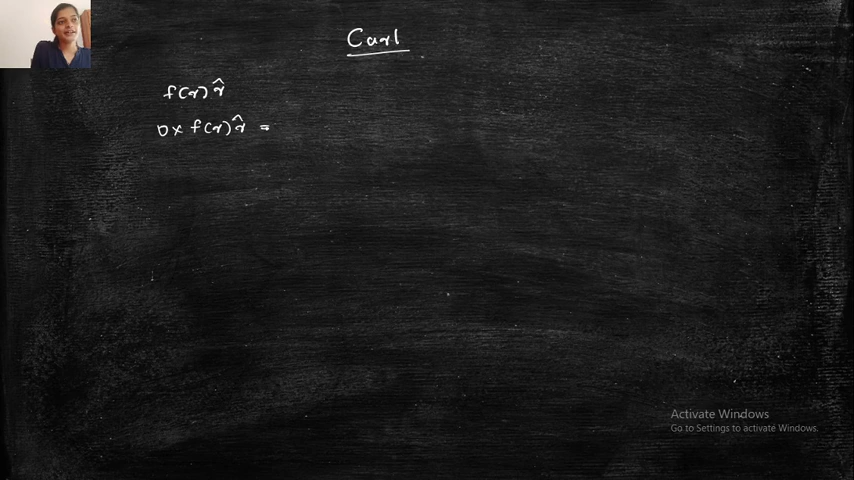 Curl
f(r) r̂
∇× f(r) r̂ =
Activate Windows
Go to Settings to activate Windows.